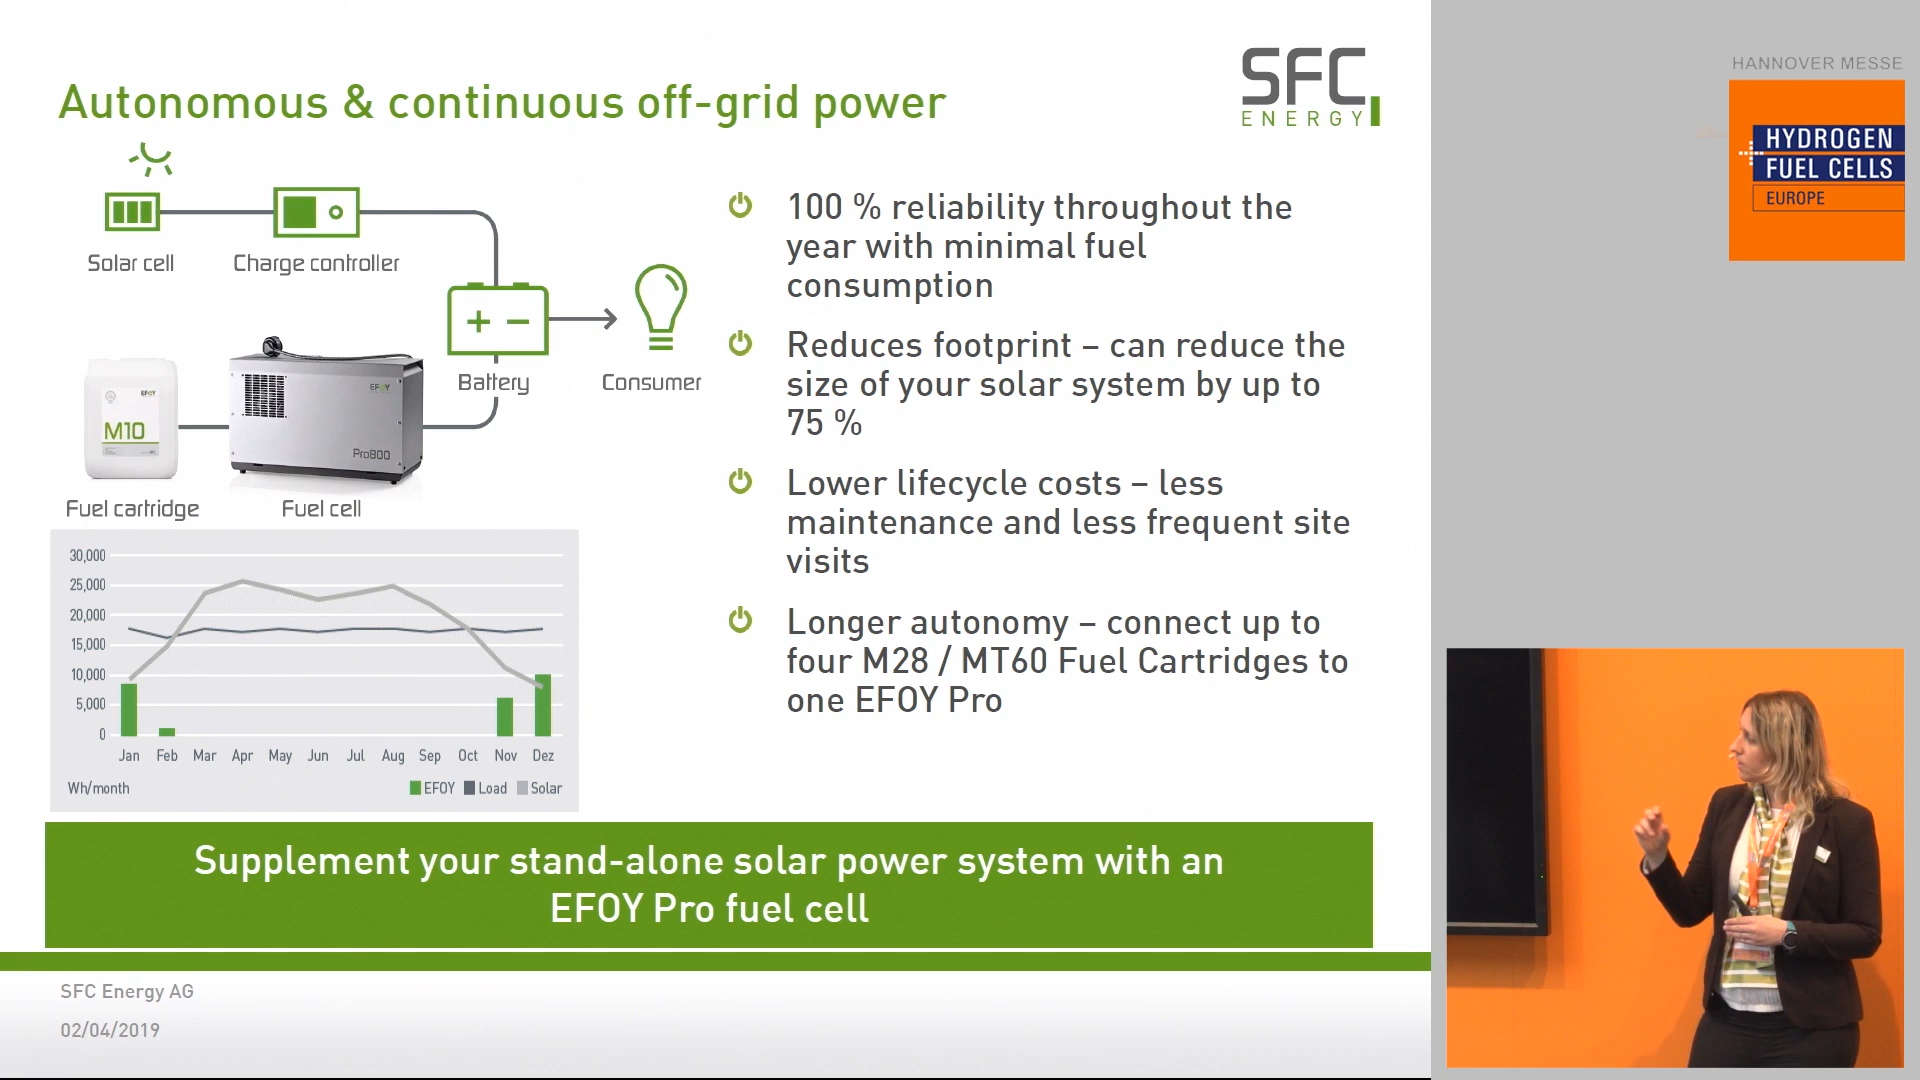 Autonomous & continuous off-grid power
SFC
ENERGY
HANNOVER MESSE
HYDROGEN
FUEL CELLS
EUROPE
Solar cell
Charge controller
+ −
Battery
Consumer
EFOY
M10
EFOY
Pro800
Fuel cartridge
Fuel cell
100 % reliability throughout the
year with minimal fuel
consumption
Reduces footprint – can reduce the
size of your solar system by up to
75 %
Lower lifecycle costs – less
maintenance and less frequent site
visits
Longer autonomy – connect up to
four M28 / MT60 Fuel Cartridges to
one EFOY Pro
30,000
25,000
20,000
15,000
10,000
5,000
0
Jan Feb Mar Apr May Jun Jul Aug Sep Oct Nov Dez
Wh/month
EFOY Load Solar
Supplement your stand-alone solar power system with an
EFOY Pro fuel cell
SFC Energy AG
02/04/2019